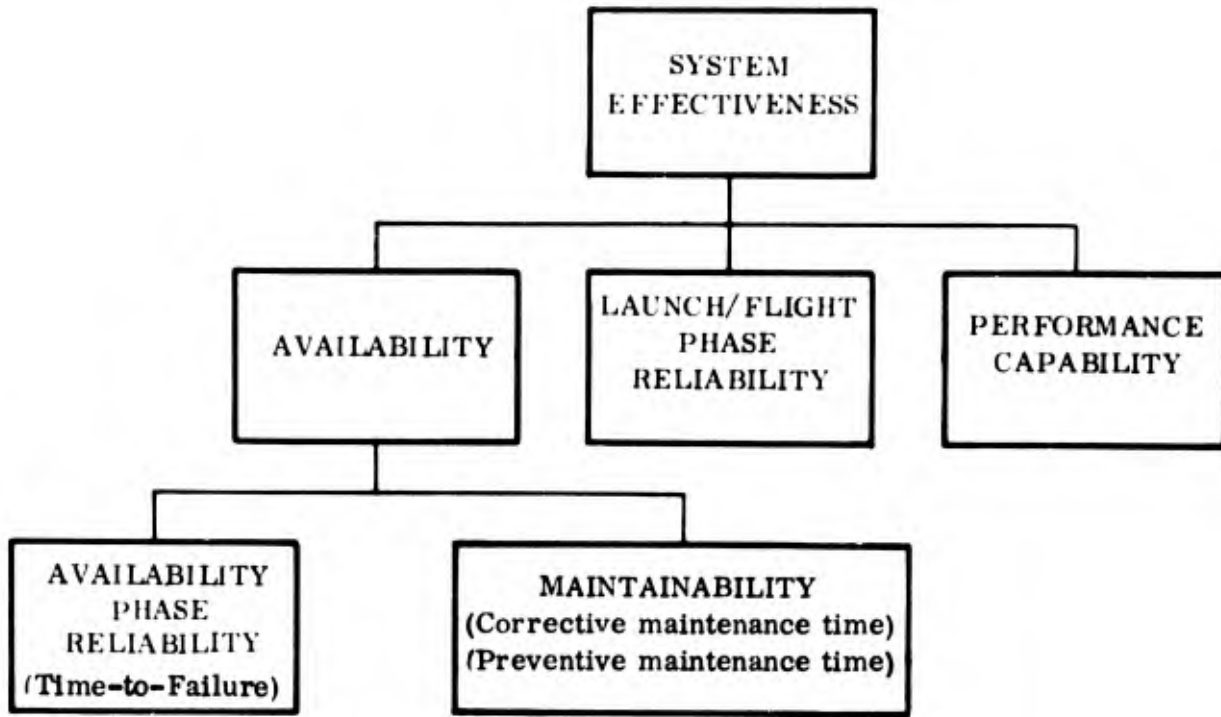 SYSTEM
EFFECTIVENESS
AVAILABILITY
LAUNCH/FLIGHT
PHASE
RELIABILITY
PERFORMANCE
CAPABILITY
AVAILABILITY
PHASE
RELIABILITY
(Time-to-Failure)
MAINTAINABILITY
(Corrective maintenance time)
(Preventive maintenance time)